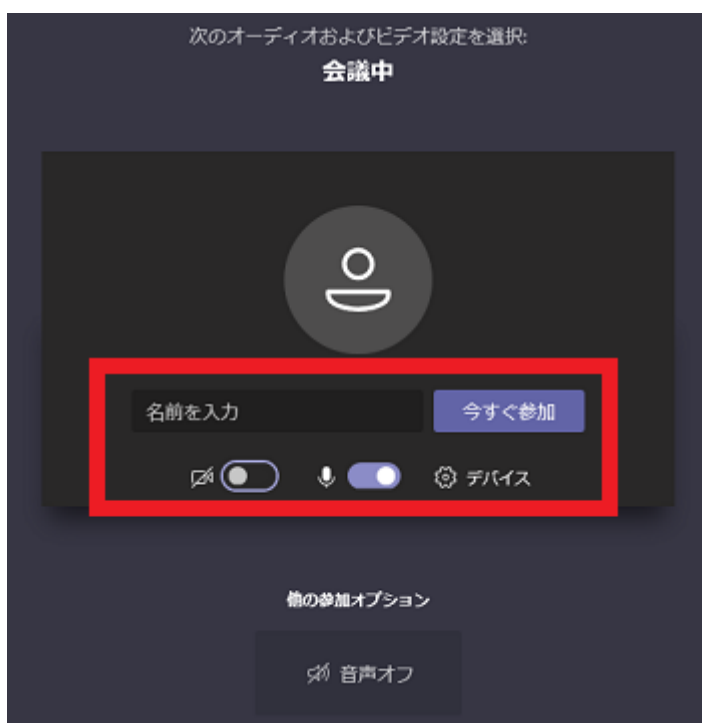 次のオーディオおよびビデオ設定を選択:
会議中
名前を入力
今すぐ参加
デバイス
他の参加オプション
音声オフ